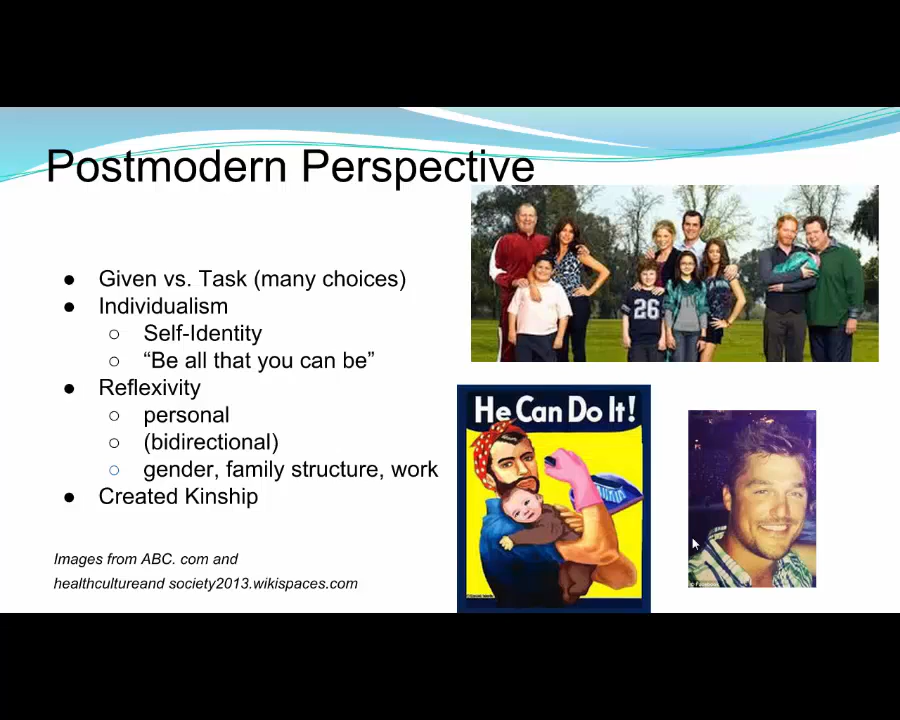 Postmodern Perspective
● Given vs. Task (many choices)
● Individualism
○ Self-Identity
○ “Be all that you can be”
● Reflexivity
○ personal
○ (bidirectional)
○ gender, family structure, work
● Created Kinship
26
He Can Do It!
Images from ABC. com and
healthcultureand society2013.wikispaces.com